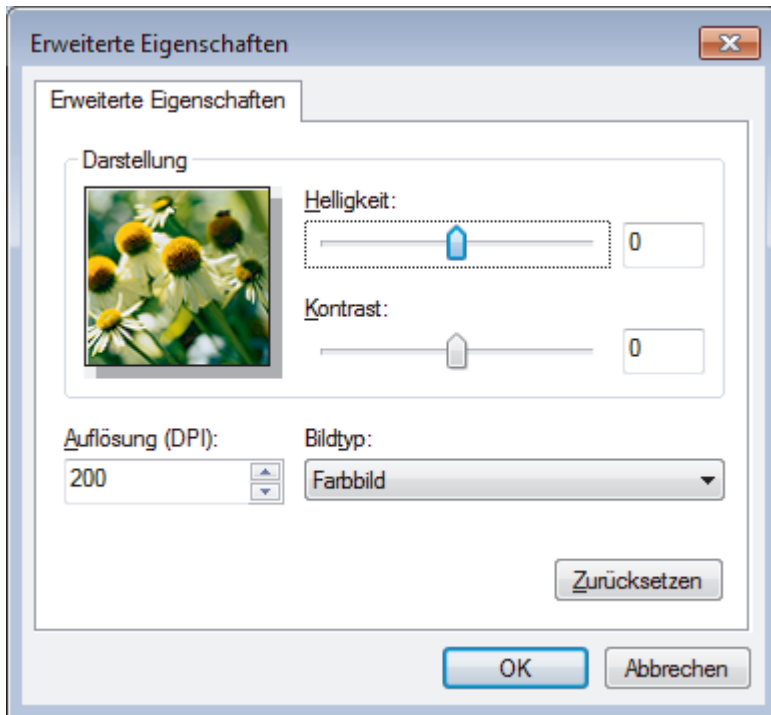 Erweiterte Eigenschaften
Erweiterte Eigenschaften
Darstellung
Helligkeit:
0
Kontrast:
0
Auflösung (DPI):
Bildtyp:
200
Farbbild
Zurücksetzen
OK
Abbrechen